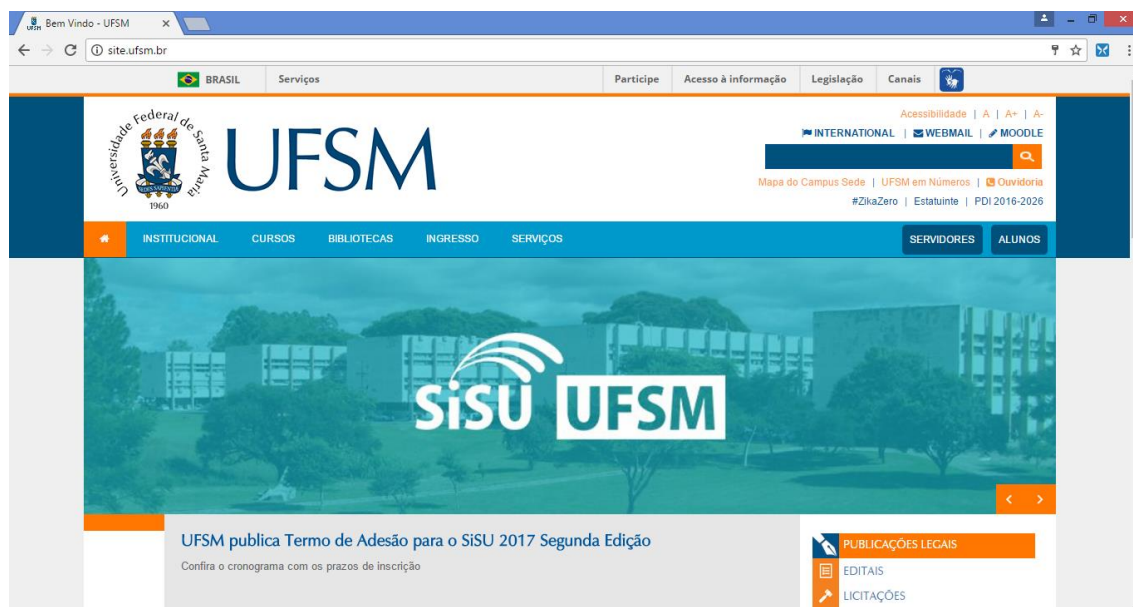 Bem Vindo - UFSM
site.ufsm.br
BRASIL Serviços Participe Acesso à informação Legislação Canais
Acessibilidade | A | A+ | A-
INTERNATIONAL | WEBMAIL | MOODLE
Universidade Federal de Santa Maria
1960
UFSM
Mapa do Campus Sede | UFSM em Números | Ouvidoria
#ZikaZero | Estatuinte | PDI 2016-2026
INSTITUCIONAL CURSOS BIBLIOTECAS INGRESSO SERVIÇOS SERVIDORES ALUNOS
SiSU UFSM
UFSM publica Termo de Adesão para o SiSU 2017 Segunda Edição
Confira o cronograma com os prazos de inscrição
PUBLICAÇÕES LEGAIS
EDITAIS
LICITAÇÕES